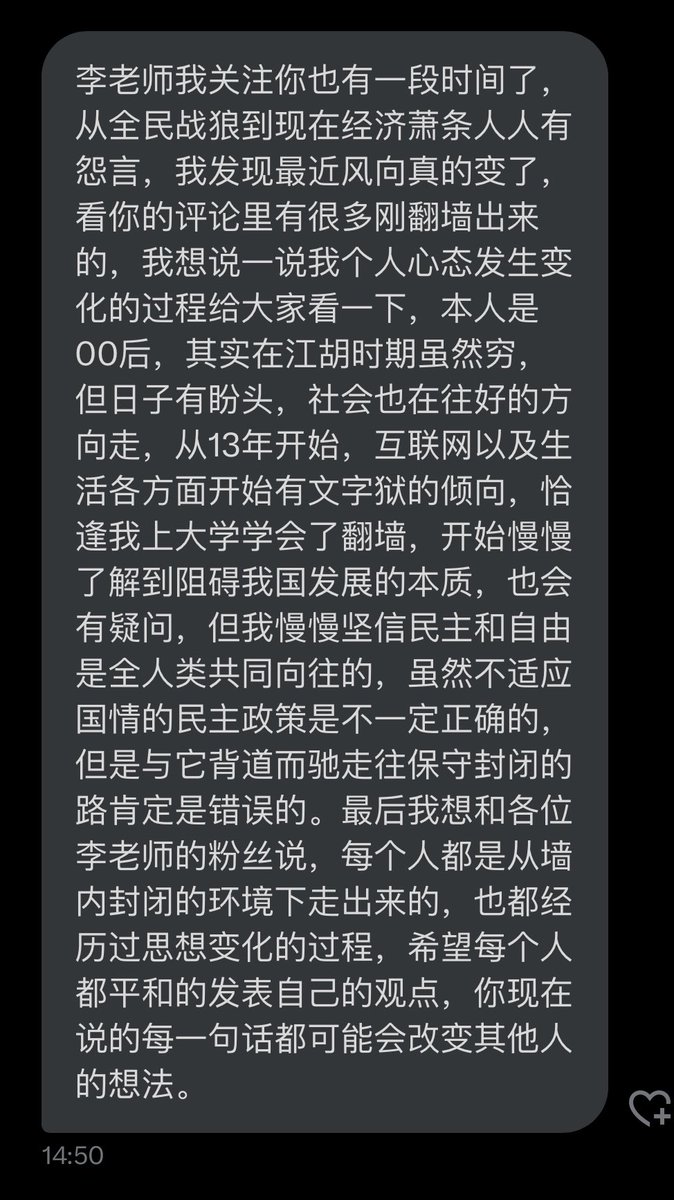 李老师我关注你也有一段时间了，
从全民战狼到现在经济萧条人人有
怨言，我发现最近风向真的变了，
看你的评论里有很多刚翻墙出来
的，我想说一说我个人心态发生变
化的过程给大家看一下，本人是
00后，其实在江胡时期虽然穷，
但日子有盼头，社会也在往好的方
向走，从13年开始，互联网以及生
活各方面开始有文字狱的倾向，恰
逢我上大学学会了翻墙，开始慢慢
了解到阻碍我国发展的本质，也会
有疑问，但我慢慢坚信民主和自由
是全人类共同向往的，虽然不适应
国情的民主政策是不一定正确的，
但是与它背道而驰走往保守封闭的
路肯定是错误的。最后我想和各位
李老师的粉丝说，每个人都是从墙
内封闭的环境下走出来的，也都经
历过思想变化的过程，希望每个人
都平和的发表自己的观点，你现在
说的每一句话都可能会改变其他人
的想法。
14:50